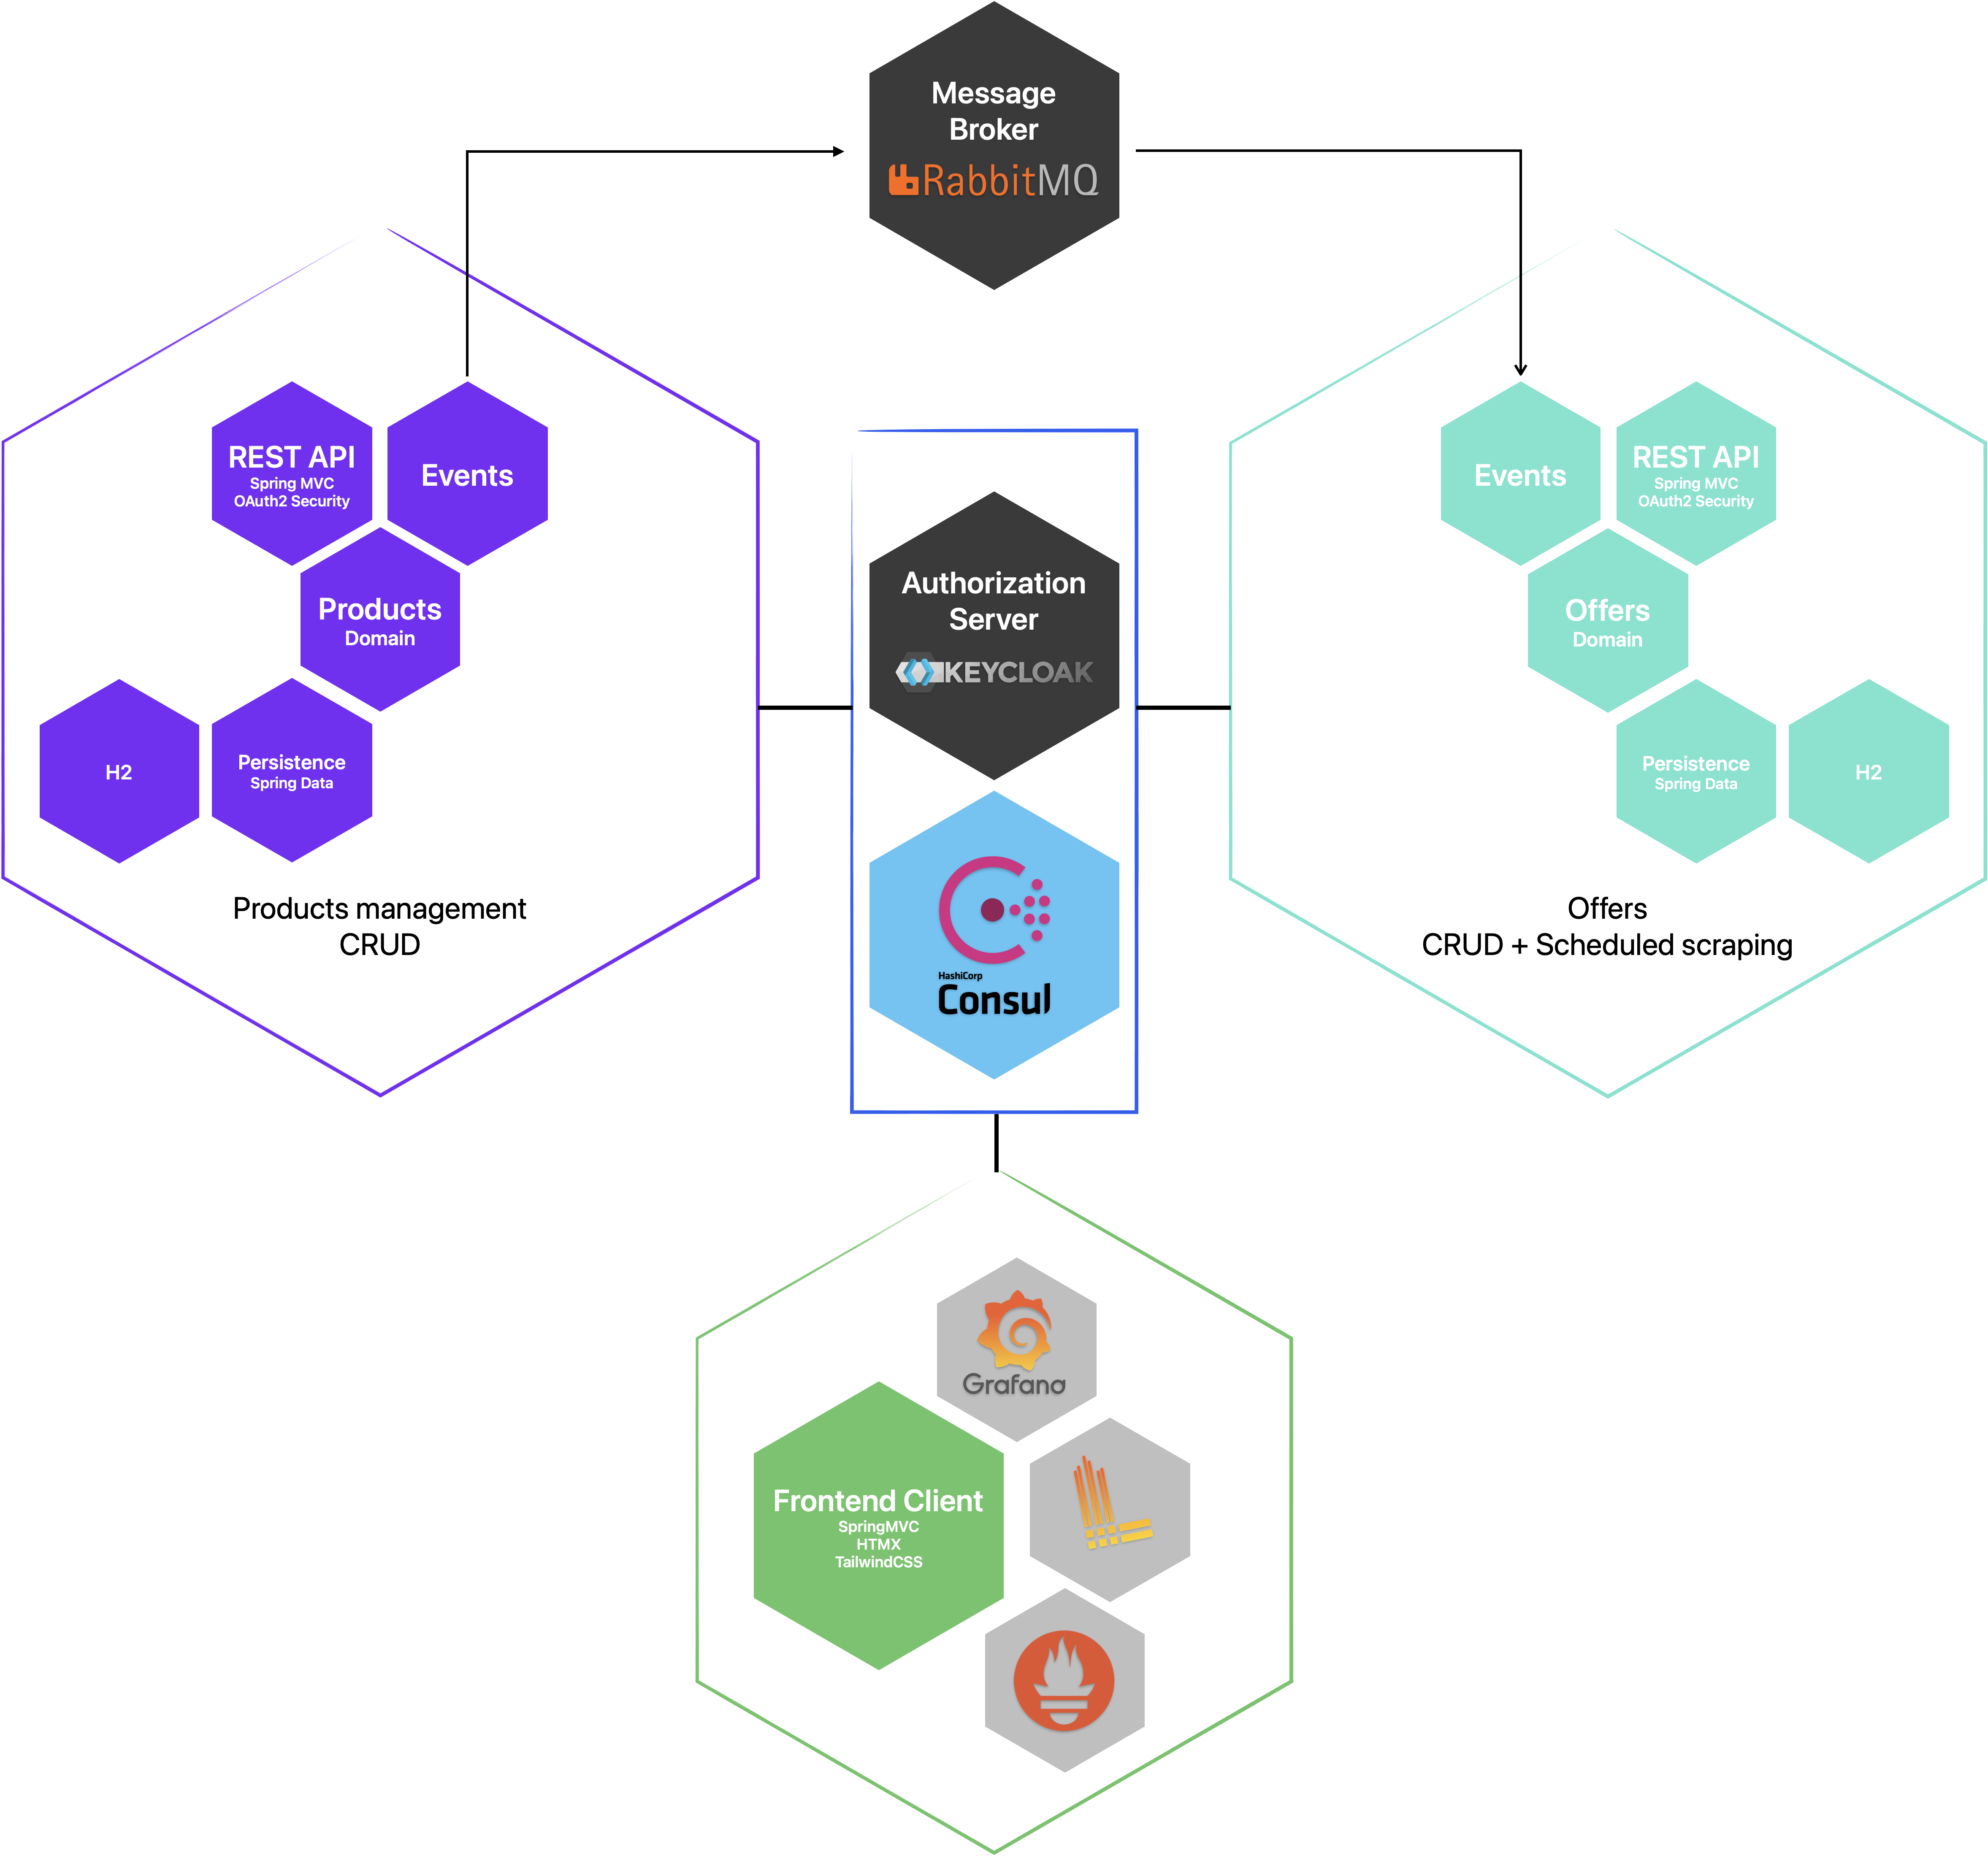 Message
Broker
RabbitMQ
REST API
Spring MVC
OAuth2 Security
Events
Products
Domain
H2
Persistence
Spring Data
Products management
CRUD
Authorization
Server
KEYCLOAK
HashiCorp
Consul
Events
REST API
Spring MVC
OAuth2 Security
Offers
Domain
Persistence
Spring Data
H2
Offers
CRUD + Scheduled scraping
Grafana
Frontend Client
SpringMVC
HTMX
TailwindCSS